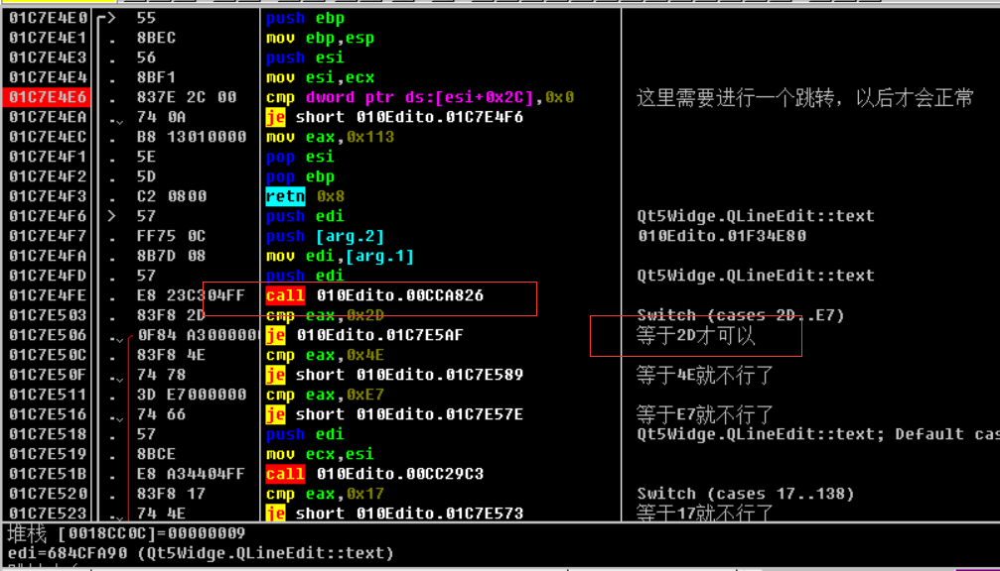 01C7E4E0 > 55 push ebp
01C7E4E1 . 8BEC mov ebp,esp
01C7E4E3 . 56 push esi
01C7E4E4 . 8BF1 mov esi,ecx
01C7E4E6 . 837E 2C 00 cmp dword ptr ds:[esi+0x2C],0x0 这里需要进行一个跳转，以后才会正常
01C7E4EA . 74 0A je short 010Edito.01C7E4F6
01C7E4EC . B8 13010000 mov eax,0x113
01C7E4F1 . 5E pop esi
01C7E4F2 . 5D pop ebp
01C7E4F3 . C2 0800 retn 0x8
01C7E4F6 > 57 push edi Qt5Widge.QLineEdit::text
01C7E4F7 . FF75 0C push [arg.2] 010Edito.01F34E80
01C7E4FA . 8B7D 08 mov edi,[arg.1]
01C7E4FD . 57 push edi Qt5Widge.QLineEdit::text
01C7E4FE . E8 23C304FF call 010Edito.00CCA826
01C7E503 . 83F8 2D cmp eax,0x2D Switch (cases 2D..E7)
01C7E506 . 0F84 A3000000 je 010Edito.01C7E5AF 等于2D才可以
01C7E50C . 83F8 4E cmp eax,0x4E
01C7E50F . 74 78 je short 010Edito.01C7E589 等于4E就不行了
01C7E511 . 3D E7000000 cmp eax,0xE7
01C7E516 . 74 66 je short 010Edito.01C7E57E 等于E7就不行了
01C7E518 . 57 push edi Qt5Widge.QLineEdit::text; Default cas
01C7E519 . 8BCE mov ecx,esi
01C7E51B . E8 A34404FF call 010Edito.00CC29C3
01C7E520 . 83F8 17 cmp eax,0x17 Switch (cases 17..138)
01C7E523 . 74 4E je short 010Edito.01C7E573 等于17就不行了
堆栈 [0018CC0C]=00000009
edi=684CFA90 (Qt5Widge.QLineEdit::text)